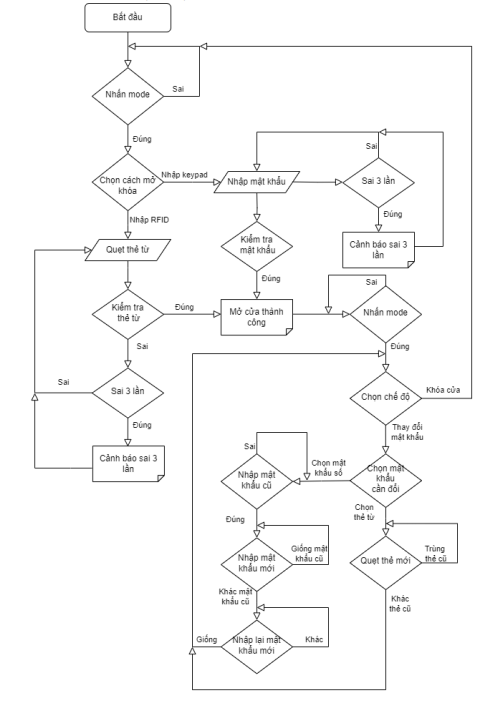 Bắt đầu
Nhấn mode
Sai
Đúng
Chọn cách mở
khóa
Nhập keypad
Nhập RFID
Nhập mật khẩu
Sai
Sai 3 lần
Đúng
Cảnh báo sai 3
lần
Quẹt thẻ từ
Kiểm tra
mật khẩu
Đúng
Kiểm tra
thẻ từ
Đúng
Sai
Mở cửa thành
công
Sai
Nhấn mode
Đúng
Sai
Sai 3 lần
Đúng
Cảnh báo sai 3
lần
Chọn chế độ
Khóa cửa
Thay đổi
mật khẩu
Chọn mật
khẩu
cần đổi
Chọn mật
khẩu số
Chọn
thẻ từ
Sai
Nhập mật
khẩu cũ
Đúng
Nhập mật
khẩu mới
Giống mật
khẩu cũ
Khác mật
khẩu cũ
Quẹt thẻ mới
Trùng
thẻ cũ
Khác
thẻ cũ
Giống
Nhập lại mật
khẩu mới
Khác